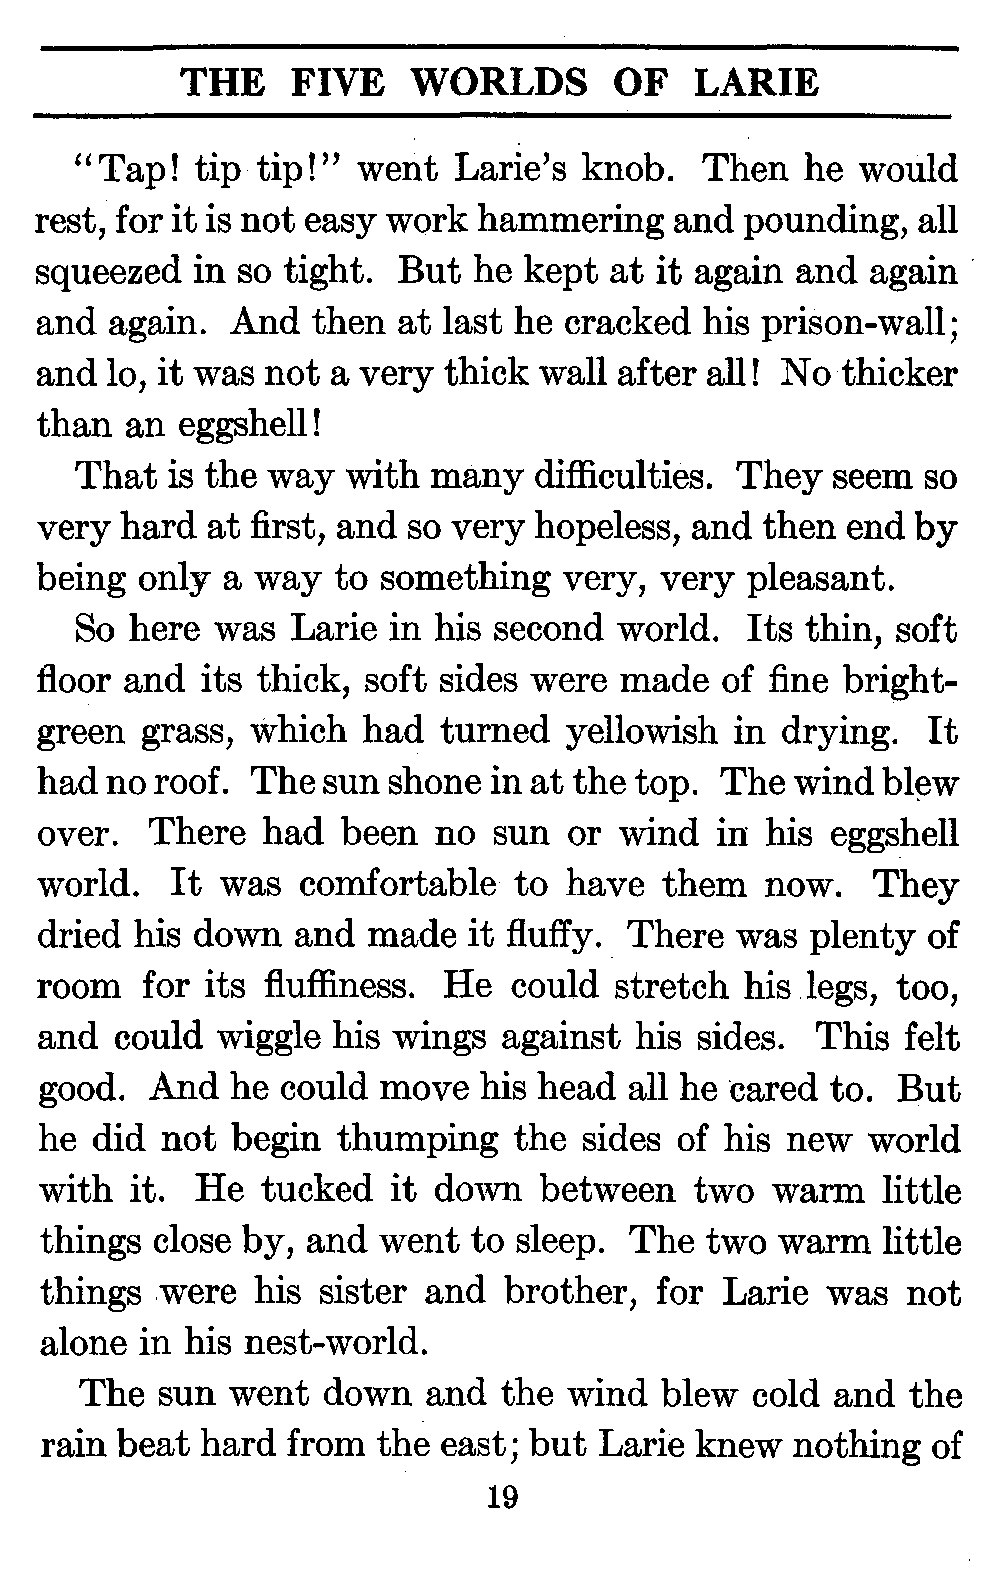 THE FIVE WORLDS OF LARIE
"Tap! tip tip!" went Larie's knob. Then he would
rest, for it is not easy work hammering and pounding, all
squeezed in so tight. But he kept at it again and again
and again. And then at last he cracked his prison-wall;
and lo, it was not a very thick wall after all! No thicker
than an eggshell!
That is the way with many difficulties. They seem so
very hard at first, and so very hopeless, and then end by
being only a way to something very, very pleasant.
So here was Larie in his second world. Its thin, soft
floor and its thick, soft sides were made of fine bright-
green grass, which had turned yellowish in drying. It
had no roof. The sun shone in at the top. The wind blew
over. There had been no sun or wind in his eggshell
world. It was comfortable to have them now. They
dried his down and made it fluffy. There was plenty of
room for its fluffiness. He could stretch his legs, too,
and could wiggle his wings against his sides. This felt
good. And he could move his head all he cared to. But
he did not begin thumping the sides of his new world
with it. He tucked it down between two warm little
things close by, and went to sleep. The two warm little
things were his sister and brother, for Larie was not
alone in his nest-world.
The sun went down and the wind blew cold and the
rain beat hard from the east; but Larie knew nothing of
19